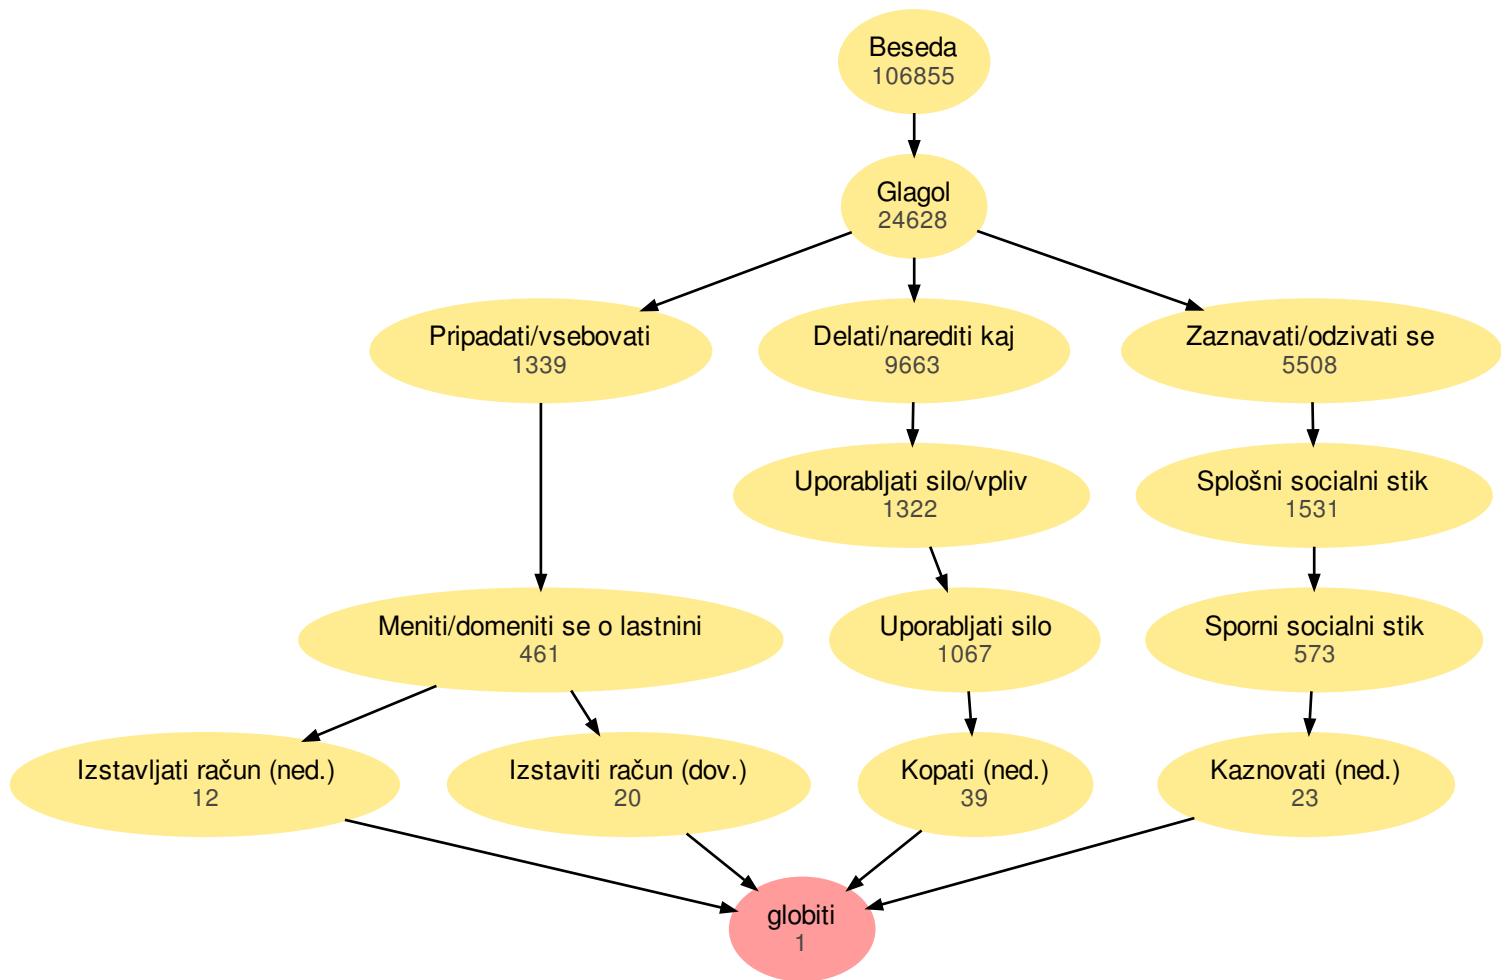 Beseda
106855
Glagol
24628
Pripadati/vsebovati
1339
Delati/narediti kaj
9663
Zaznavati/odzivati se
5508
Uporabljati silo/vpliv
1322
Splošni socialni stik
1531
Meniti/domeniti se o lastnini
461
Uporabljati silo
1067
Sporni socialni stik
573
Izstavljati račun (ned.)
12
Izstaviti račun (dov.)
20
Kopati (ned.)
39
Kaznovati (ned.)
23
globiti
1